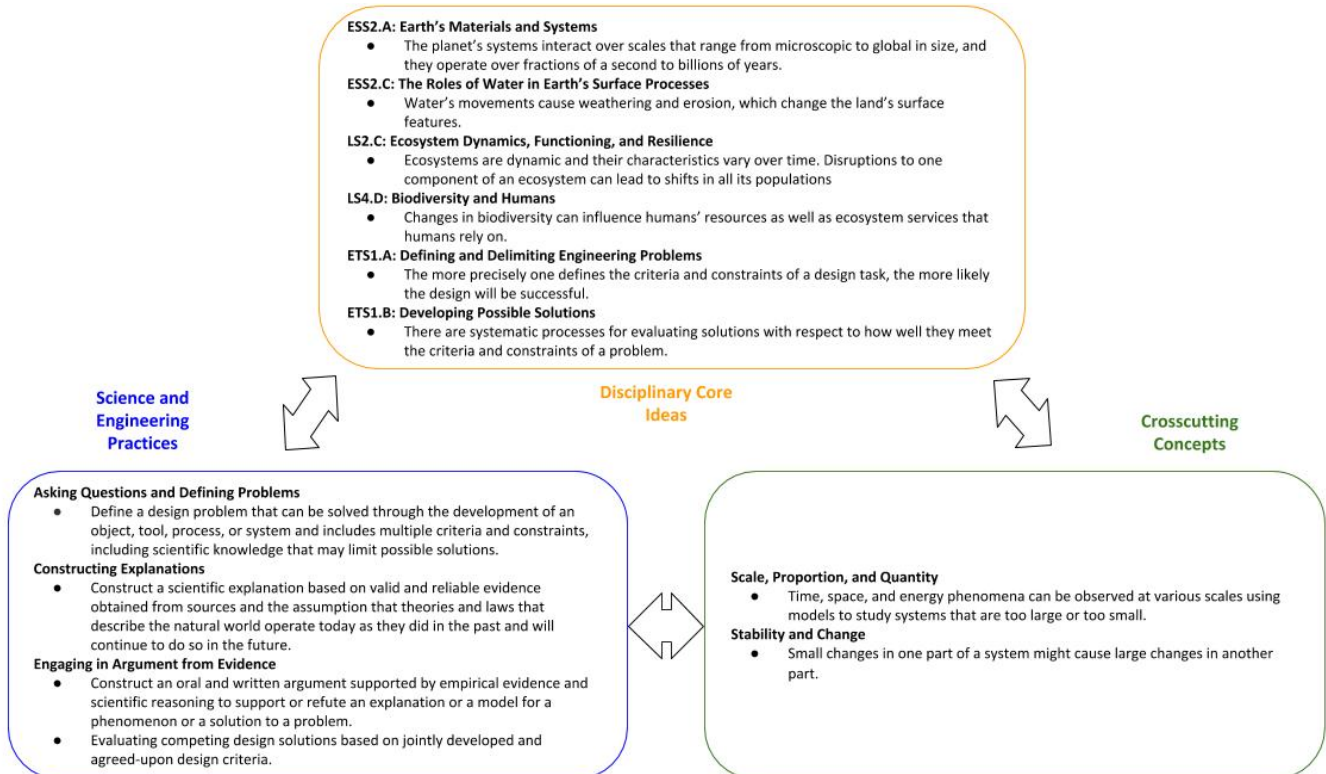 ESS2.A: Earth’s Materials and Systems
● The planet’s systems interact over scales that range from microscopic to global in size, and
they operate over fractions of a second to billions of years.
ESS2.C: The Roles of Water in Earth’s Surface Processes
● Water’s movements cause weathering and erosion, which change the land’s surface
features.
LS2.C: Ecosystem Dynamics, Functioning, and Resilience
● Ecosystems are dynamic and their characteristics vary over time. Disruptions to one
component of an ecosystem can lead to shifts in all its populations
LS4.D: Biodiversity and Humans
● Changes in biodiversity can influence humans’ resources as well as ecosystem services that
humans rely on.
ETS1.A: Defining and Delimiting Engineering Problems
● The more precisely one defines the criteria and constraints of a design task, the more likely
the design will be successful.
ETS1.B: Developing Possible Solutions
● There are systematic processes for evaluating solutions with respect to how well they meet
the criteria and constraints of a problem.
Science and
Engineering
Practices
Disciplinary Core
Ideas
Crosscutting
Concepts
Asking Questions and Defining Problems
● Define a design problem that can be solved through the development of an
object, tool, process, or system and includes multiple criteria and constraints,
including scientific knowledge that may limit possible solutions.
Constructing Explanations
● Construct a scientific explanation based on valid and reliable evidence
obtained from sources and the assumption that theories and laws that
describe the natural world operate today as they did in the past and will
continue to do so in the future.
Engaging in Argument from Evidence
● Construct an oral and written argument supported by empirical evidence and
scientific reasoning to support or refute an explanation or a model for a
phenomenon or a solution to a problem.
● Evaluating competing design solutions based on jointly developed and
agreed-upon design criteria.
Scale, Proportion, and Quantity
● Time, space, and energy phenomena can be observed at various scales using
models to study systems that are too large or too small.
Stability and Change
● Small changes in one part of a system might cause large changes in another
part.